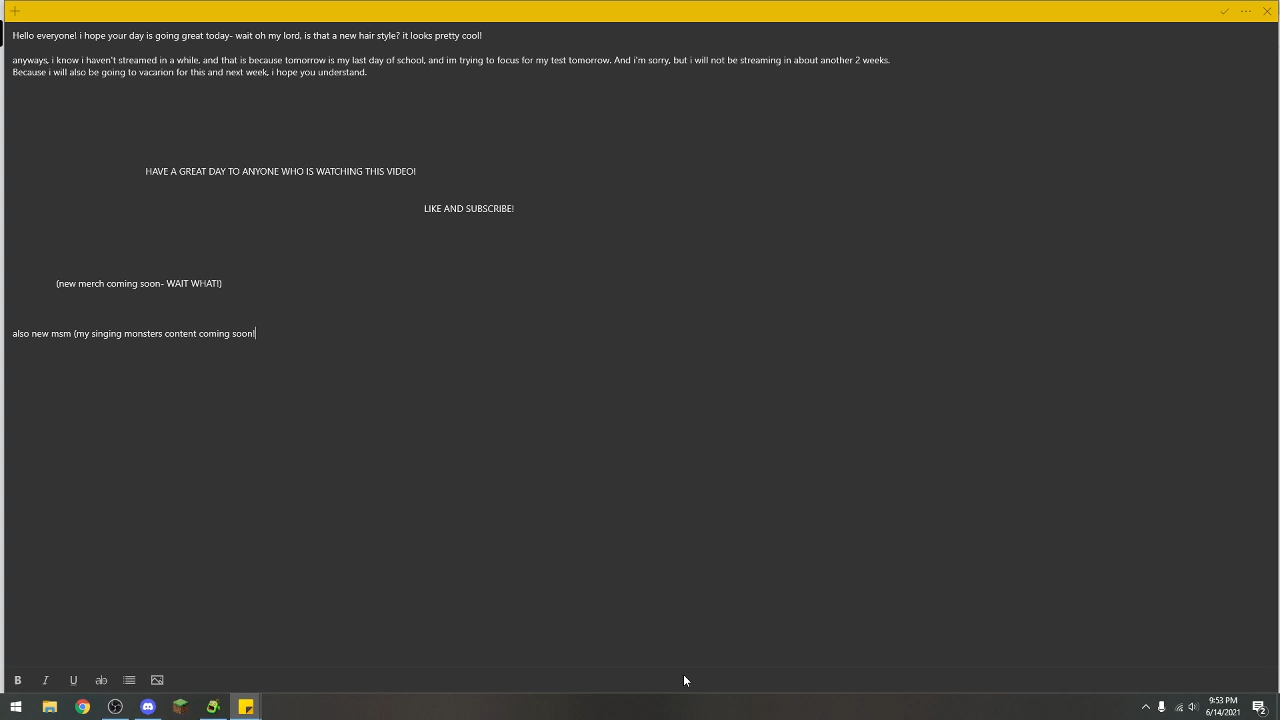 Hello everyone! i hope your day is going great today- wait oh my lord, is that a new hair style? it looks pretty cool!
anyways, i know i haven't streamed in a while, and that is because tomorrow is my last day of school, and im trying to focus for my test tomorrow. And i'm sorry, but i will not be streaming in about another 2 weeks.
Because i will also be going to vacarion for this and next week, i hope you understand.
HAVE A GREAT DAY TO ANYONE WHO IS WATCHING THIS VIDEO!
LIKE AND SUBSCRIBE!
(new merch coming soon- WAIT WHAT!)
also new msm (my singing monsters content coming soon!
B I U ab
9:53 PM
6/14/2021
2